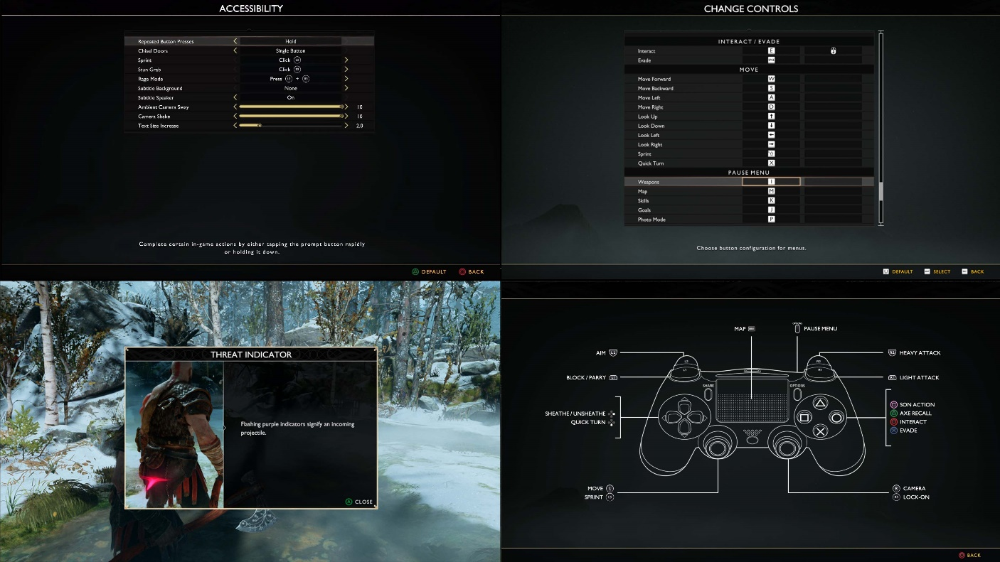 ACCESSIBILITY
Repeated Button Presses Hold
Chisel Doors Single Button
Sprint Click L3
Stun Grab Click R3
Rage Mode Press L3 + R3
Subtitle Background None
Subtitle Speaker On
Ambient Camera Sway 10
Camera Shake 10
Text Size Increase 2.0
Complete certain in-game actions by either tapping the prompt button rapidly
or holding it down.
DEFAULT BACK
CHANGE CONTROLS
INTERACT / EVADE
Interact E
Evade
MOVE
Move Forward W
Move Backward S
Move Left A
Move Right D
Look Up
Look Down
Look Left
Look Right
Sprint
Quick Turn X
PAUSE MENU
Weapons I
Map M
Skills K
Goals J
Photo Mode P
Choose button configuration for menus.
DEFAULT SELECT BACK
THREAT INDICATOR
Flashing purple indicators signify an incoming
projectile.
A CLOSE
MAP OPTIONS PAUSE MENU
AIM L2 L2 R2 R2 HEAVY ATTACK
BLOCK / PARRY L1 L1 R1 R1 LIGHT ATTACK
SHARE OPTIONS
SHEATHE / UNSHEATHE
QUICK TURN
SON ACTION
AXE RECALL
INTERACT
EVADE
MOVE L
SPRINT L3
R CAMERA
R3 LOCK-ON
BACK